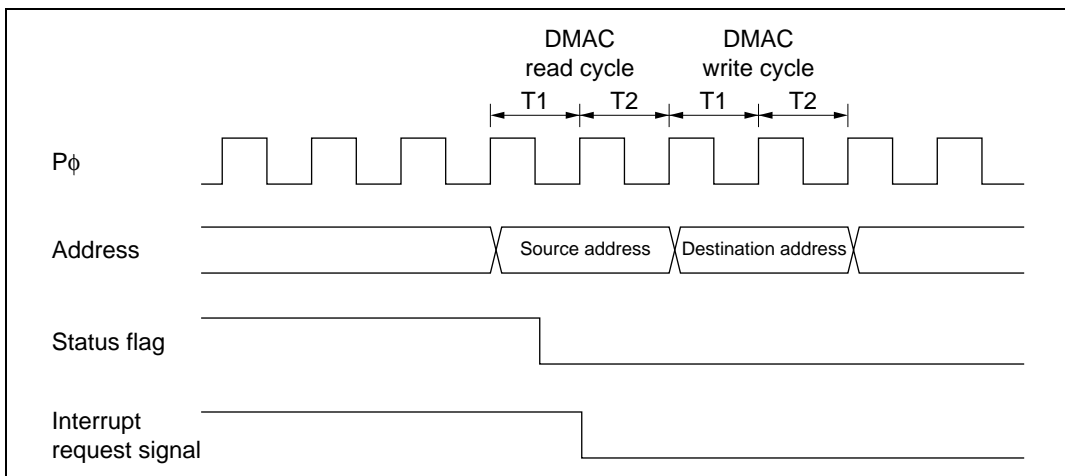 DMAC
read cycle
DMAC
write cycle
T1
T2
T1
T2
Pϕ
Address
Source address
Destination address
Status flag
Interrupt
request signal